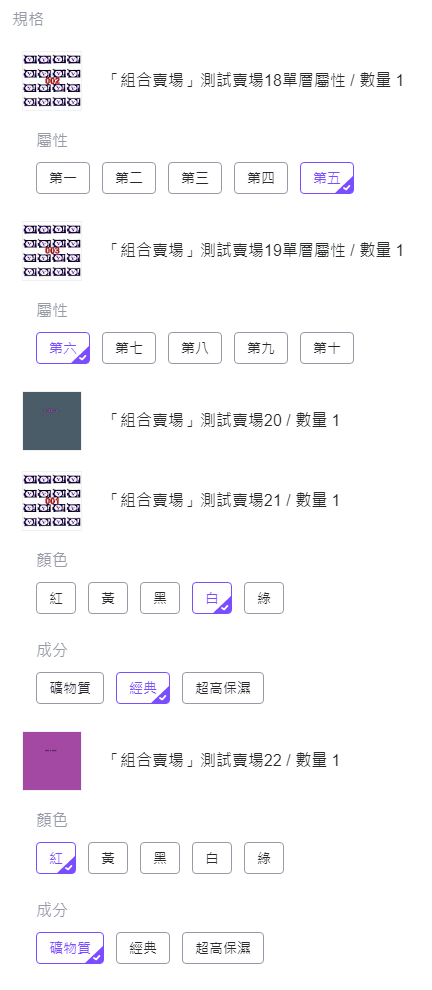 規格
002
「組合賣場」測試賣場18單層屬性 / 數量 1
屬性
第一 第二 第三 第四 第五
003
「組合賣場」測試賣場19單層屬性 / 數量 1
屬性
第六 第七 第八 第九 第十
「組合賣場」測試賣場20 / 數量 1
001
「組合賣場」測試賣場21 / 數量 1
顏色
紅 黃 黑 白 綠
成分
礦物質 經典 超高保濕
「組合賣場」測試賣場22 / 數量 1
顏色
紅 黃 黑 白 綠
成分
礦物質 經典 超高保濕